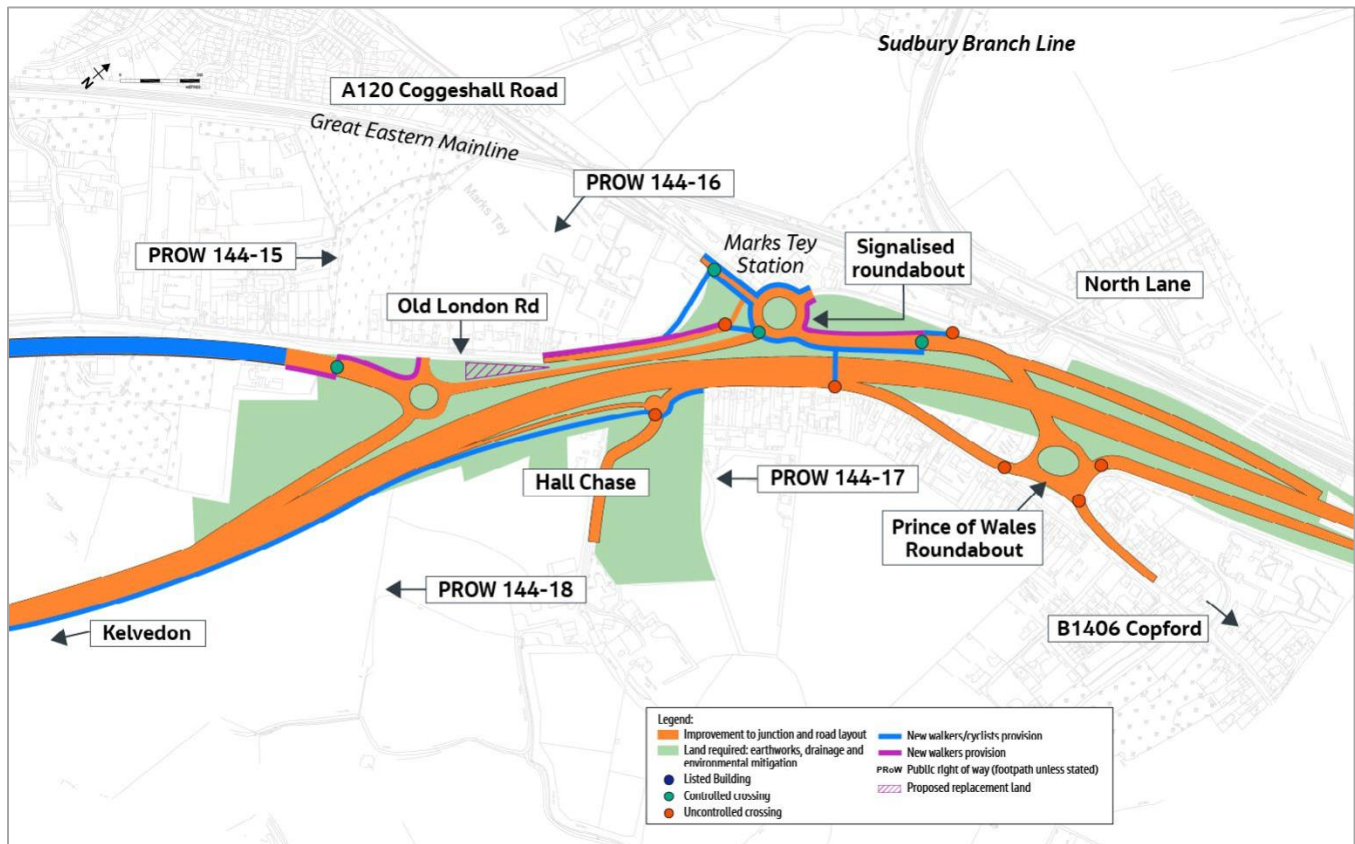 Sudbury Branch Line
N
A120 Coggeshall Road
Great Eastern Mainline
PROW 144-16
Marks Tey
PROW 144-15
Marks Tey
Station
Signalised
roundabout
North Lane
Old London Rd
Hall Chase
PROW 144-17
Prince of Wales
Roundabout
PROW 144-18
Kelvedon
B1406 Copford
Legend:
Improvement to junction and road layout
Land required: earthworks, drainage and
environmental mitigation
Listed Building
Controlled crossing
Uncontrolled crossing
New walkers/cyclists provision
New walkers provision
PRoW Public right of way (footpath unless stated)
Proposed replacement land